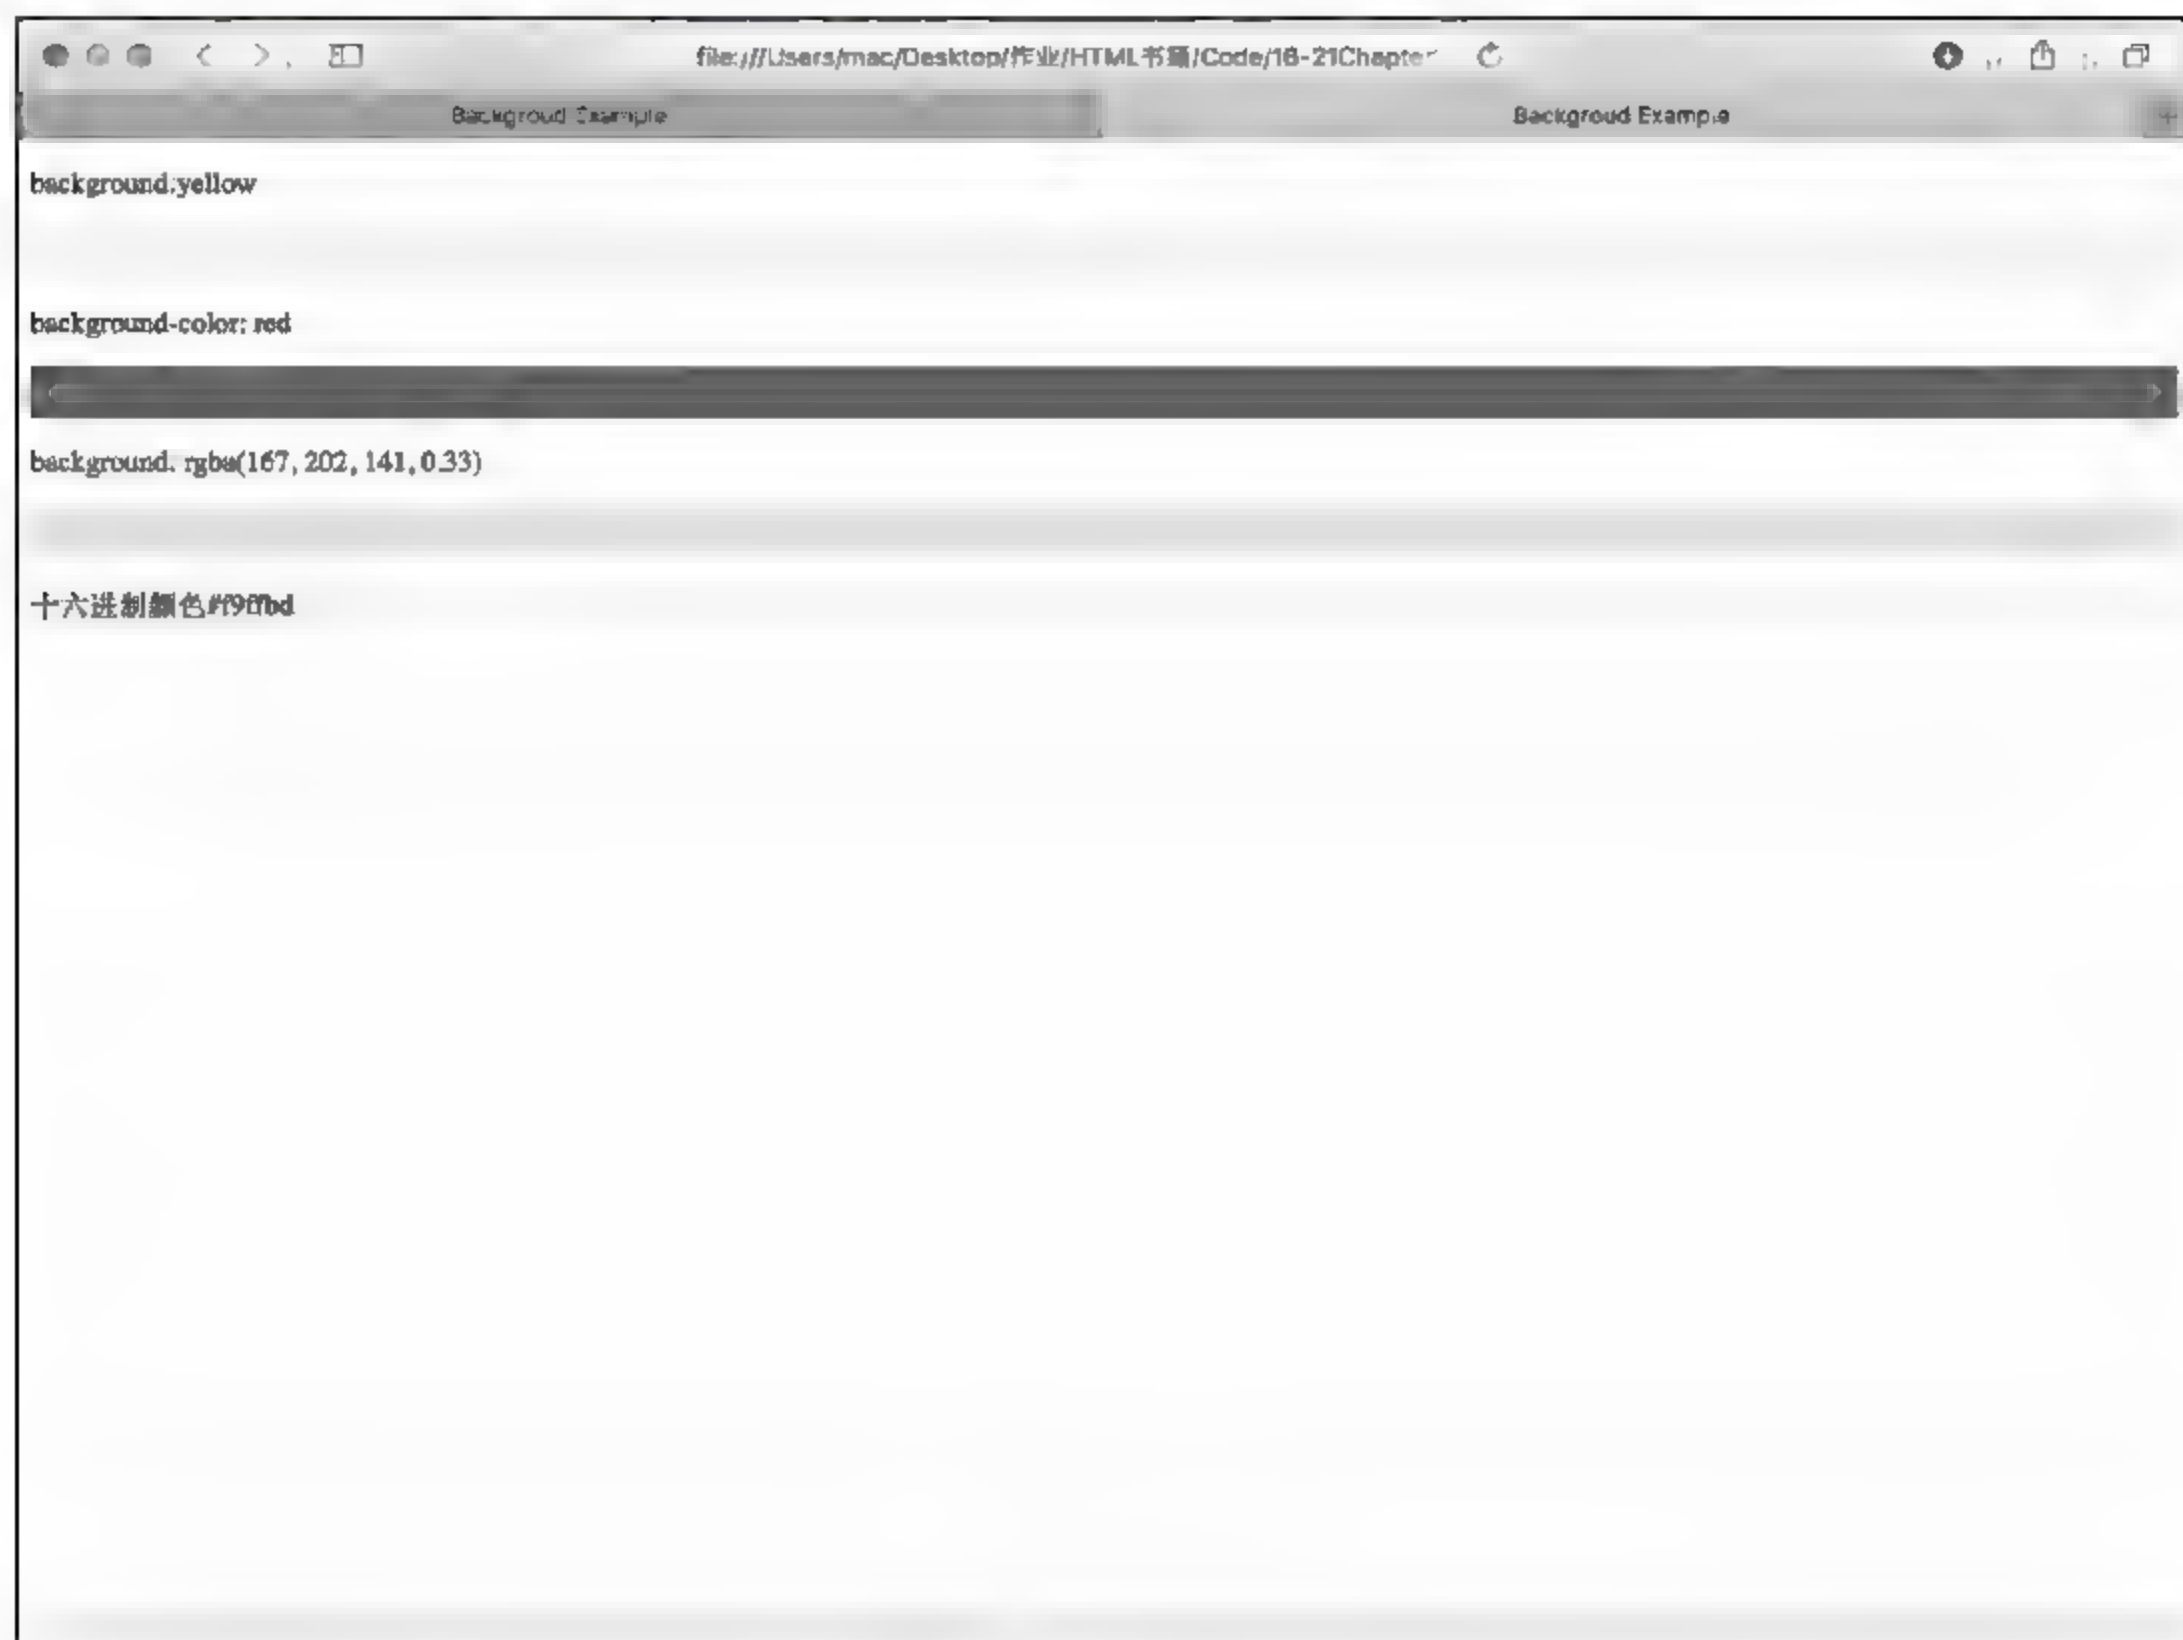 file:///Users/mac/Desktop/作业/HTML书籍/Code/16-21Chapter
Backgroud Example
Backgroud Example
background:yellow
background-color: red
background: rgba(167, 202, 141, 0.33)
十六进制颜色#f9ffbd